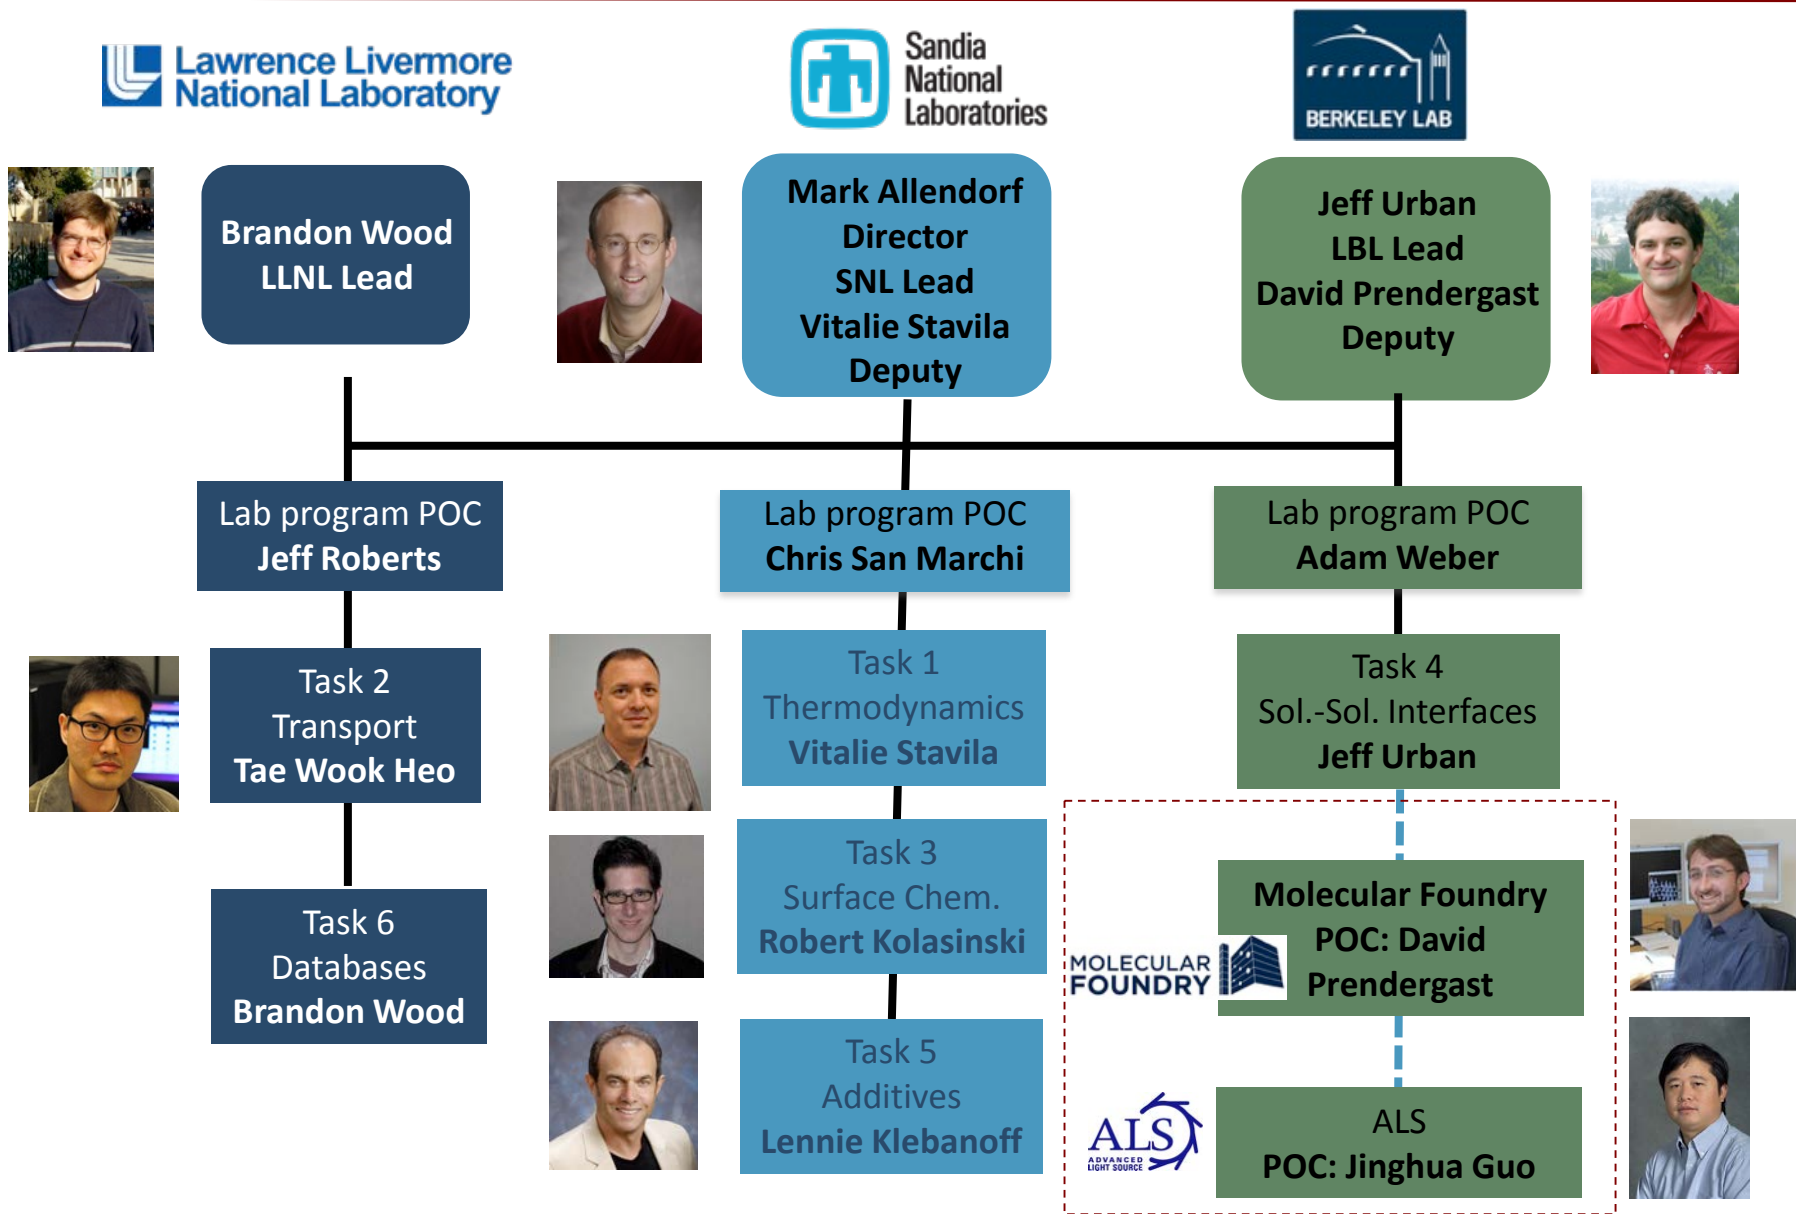 Lawrence Livermore
National Laboratory
Sandia
National
Laboratories
BERKELEY LAB
Brandon Wood
LLNL Lead
Mark Allendorf
Director
SNL Lead
Vitalie Stavila
Deputy
Jeff Urban
LBL Lead
David Prendergast
Deputy
Lab program POC
Jeff Roberts
Lab program POC
Chris San Marchi
Lab program POC
Adam Weber
Task 2
Transport
Tae Wook Heo
Task 1
Thermodynamics
Vitalie Stavila
Task 4
Sol.-Sol. Interfaces
Jeff Urban
Task 6
Databases
Brandon Wood
Task 3
Surface Chem.
Robert Kolasinski
MOLECULAR
FOUNDRY
Molecular Foundry
POC: David
Prendergast
Task 5
Additives
Lennie Klebanoff
ALS
ADVANCED
LIGHT SOURCE
ALS
POC: Jinghua Guo